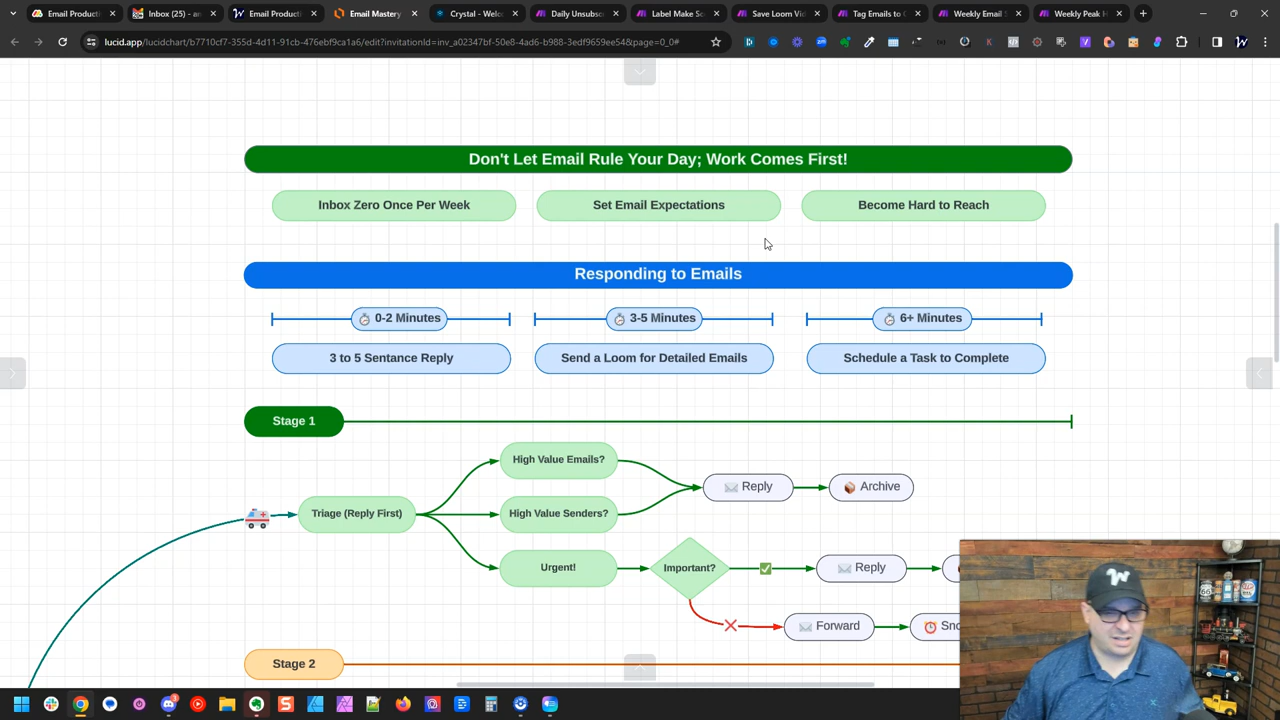 Email Producti
Inbox (25) - an
Email Producti
Email Mastery
Crystal - Welc
Daily Unsubsc
Label Make Sc
Save Loom Vi
Tag Emails to
Weekly Email S
Weekly Peak H
lucid.app/lucidchart/b7710cf7-355d-4d11-91cb-476ebf9ca1a6/edit?invitationId=inv_a02347bf-50e8-4ad6-b988-3edf9659ee54&page=0_0#
Don't Let Email Rule Your Day; Work Comes First!
Inbox Zero Once Per Week
Set Email Expectations
Become Hard to Reach
Responding to Emails
0-2 Minutes
3-5 Minutes
6+ Minutes
3 to 5 Sentance Reply
Send a Loom for Detailed Emails
Schedule a Task to Complete
Stage 1
High Value Emails?
Reply
Archive
Triage (Reply First)
High Value Senders?
Urgent!
Important?
Reply
Forward
Sno
Stage 2